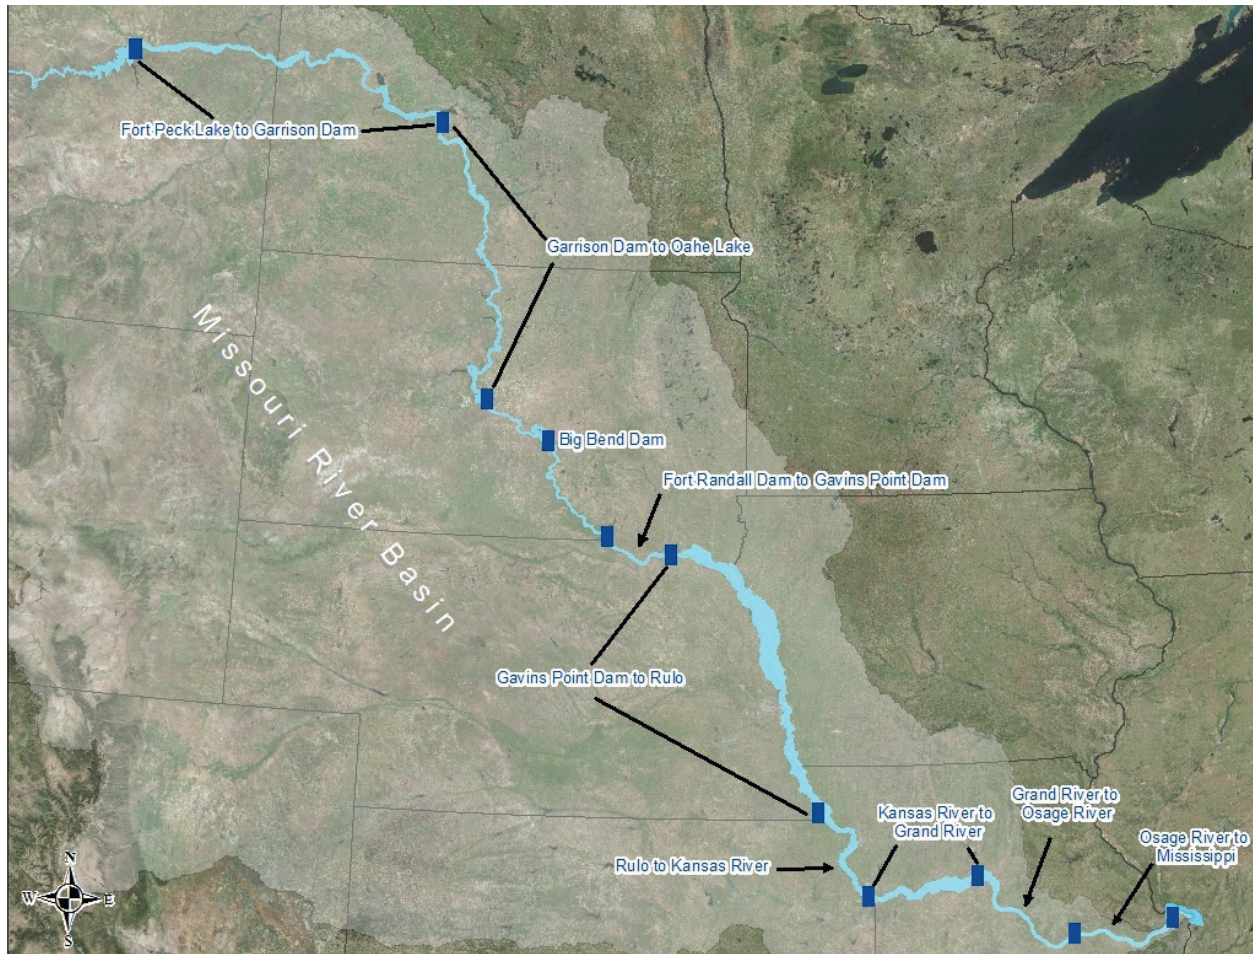 Fort Peck Lake to Garrison Dam
Garrison Dam to Oahe Lake
Missouri River Basin
Big Bend Dam
Fort Randall Dam to Gavins Point Dam
Gavins Point Dam to Rulo
Grand River to
Osage River
Kansas River to
Grand River
Osage River to
Mississippi
Rulo to Kansas River
N
W
E
S